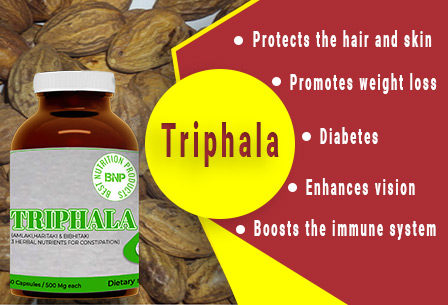 Protects the hair and skin
Promotes weight loss
Triphala
Diabetes
Enhances vision
Boosts the immune system
BEST NUTRITION PRODUCTS
BNP
TRIPHALA
(AMLAKI, HARITAKI & BIBHITAKI
3 HERBAL NUTRIENTS FOR CONSTIPATION)
0 Capsules / 500 Mg each
Dietary